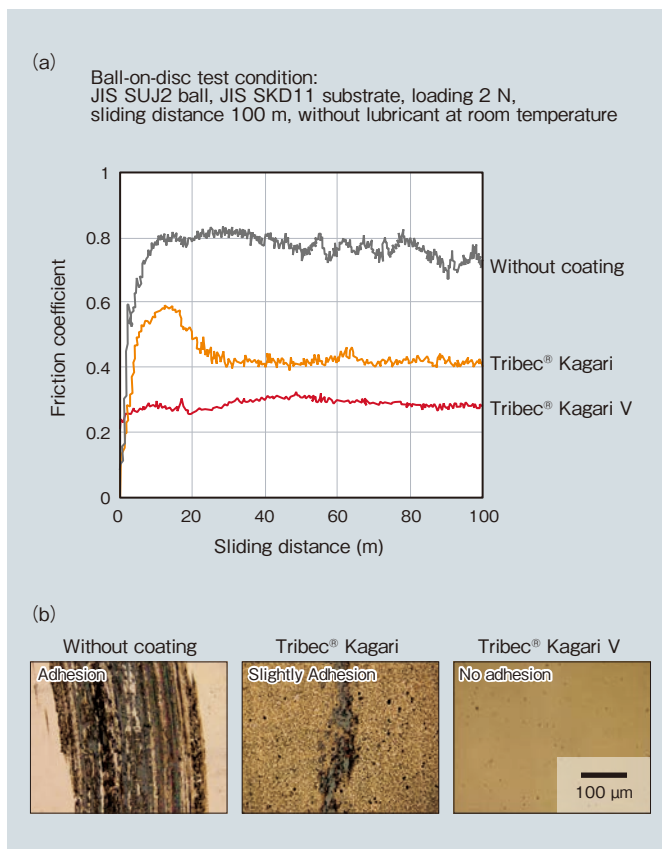 (a)
Ball-on-disc test condition:
JIS SUJ2 ball, JIS SKD11 substrate, loading 2 N,
sliding distance 100 m, without lubricant at room temperature
1
0.8
0.6
0.4
0.2
0
Friction coefficient
Without coating
Tribec® Kagari
Tribec® Kagari V
0 20 40 60 80 100
Sliding distance (m)
(b)
Without coating Tribec® Kagari Tribec® Kagari V
Adhesion Slightly Adhesion No adhesion
100 µm